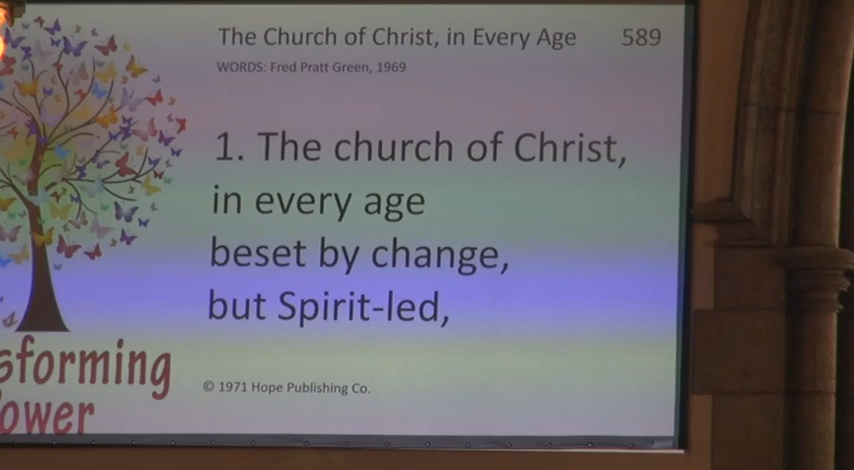 The Church of Christ, in Every Age 589
WORDS: Fred Pratt Green, 1969
1. The church of Christ,
in every age
beset by change,
but Spirit-led,
sforming
ower
© 1971 Hope Publishing Co.